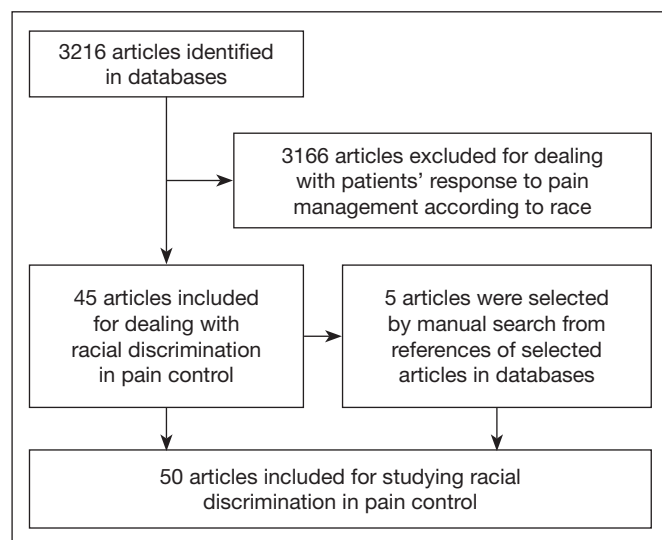 3216 articles identified
in databases
3166 articles excluded for dealing
with patients’ response to pain
management according to race
45 articles included
for dealing with
racial discrimination
in pain control
5 articles were selected
by manual search from
references of selected
articles in databases
50 articles included for studying racial
discrimination in pain control